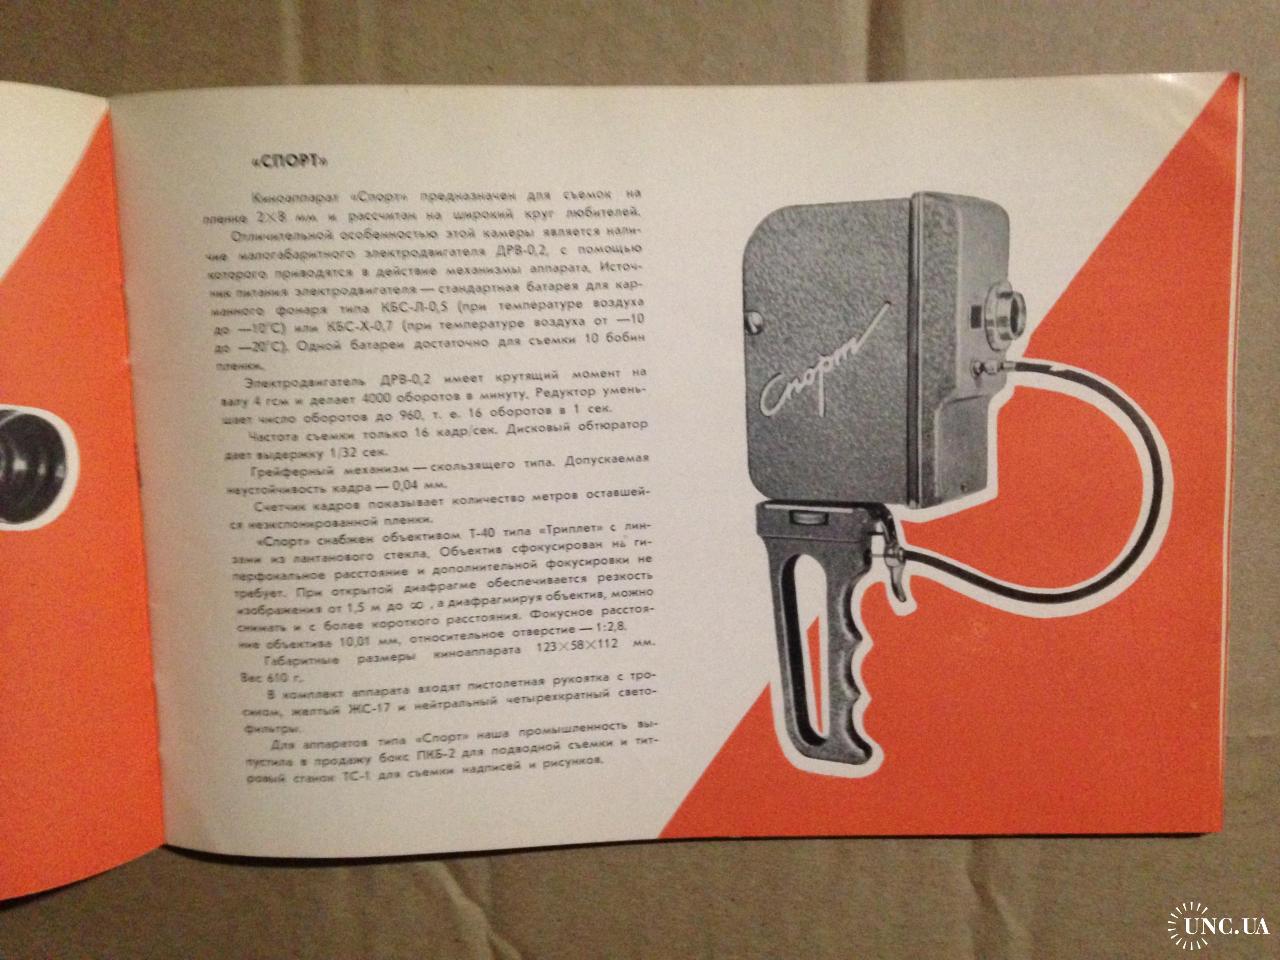 «СПОРТ»
Киноаппарат «Спорт» предназначен для съемок на
пленке 2×8 мм и рассчитан на широкий круг любителей.
Отличительной особенностью этой камеры является нали-
чие малогабаритного электродвигателя ДРВ-0,2, с помощью
которого приводятся в действие механизмы аппарата. Источ-
ник питания электродвигателя — стандартная батарея для кар-
манного фонаря типа КБС-Л-0,5 (при температуре воздуха
до —10°С) или КБС-Х-0,7 (при температуре воздуха от —10
до —20°С). Одной батареи достаточно для съемки 10 бобин
пленки.
Электродвигатель ДРВ-0,2 имеет крутящий момент на
валу 4 гсм и делает 4000 оборотов в минуту. Редуктор умень-
шает число оборотов до 960, т. е. 16 оборотов в 1 сек.
Частота съемки только 16 кадр/сек. Дисковый обтюратор
дает выдержку 1/32 сек.
Грейферный механизм — скользящего типа. Допускаемая
неустойчивость кадра — 0,04 мм.
Счетчик кадров показывает количество метров оставшей-
ся неэкспонированной пленки.
«Спорт» снабжен объективом Т-40 типа «Триплет» с лин-
зами из лантанового стекла. Объектив сфокусирован на ги-
перфокальное расстояние и дополнительной фокусировки не
требует. При открытой диафрагме обеспечивается резкость
изображения от 1,5 м до ∞, а диафрагмируя объектив, можно
снимать и с более короткого расстояния. Фокусное расстоя-
ние объектива 10,01 мм, относительное отверстие — 1:2,8.
Габаритные размеры киноаппарата 123×58×112 мм.
Вес 610 г.
В комплект аппарата входят пистолетная рукоятка с тро-
сиком, желтый ЖС-17 и нейтральный четырехкратный свето-
фильтры.
Для аппаратов типа «Спорт» наша промышленность вы-
пустила в продажу бокс ПКБ-2 для подводной съемки и тит-
ровый станок ТС-1 для съемки надписей и рисунков.
Спорт
UNC.UA